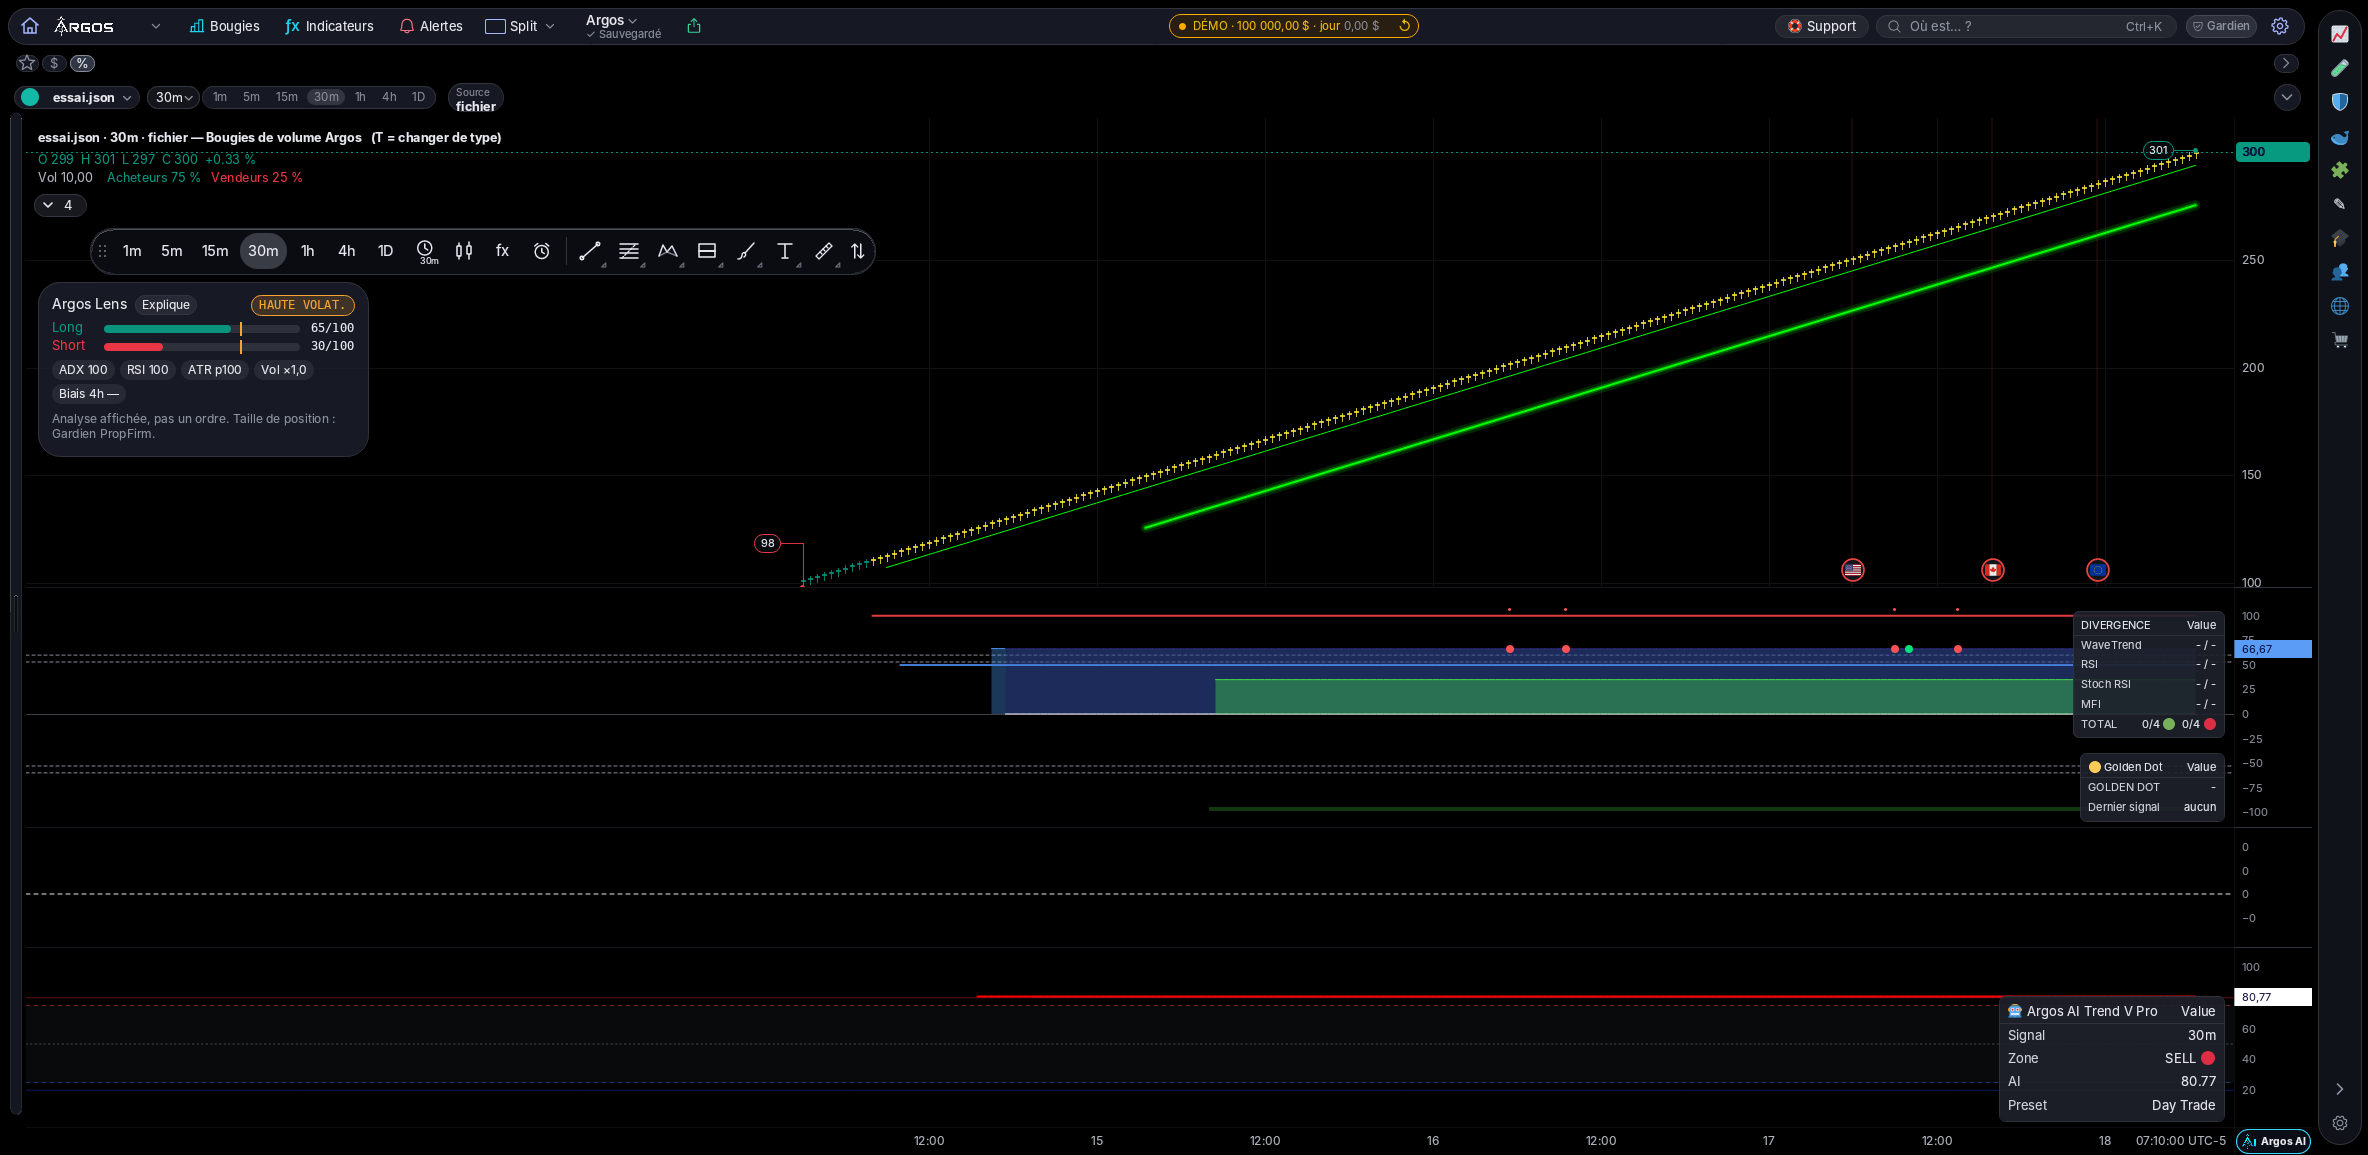 ARGOS Bougies fx Indicateurs Alertes Split Argos DÉMO · 100 000,00 $ · jour 0,00 $ Support Où est... ? Ctrl+K Gardien
✓ Sauvegardé
$ %
essai.json 30m 1m 5m 15m 30m 1h 4h 1D Source
fichier
essai.json · 30m · fichier — Bougies de volume Argos (T = changer de type)
O 299 H 301 L 297 C 300 +0.33 %
Vol 10,00 Acheteurs 75 % Vendeurs 25 %
4
301
300
1m 5m 15m 30m 1h 4h 1D 30m fx T
250
Argos Lens Explique HAUTE VOLAT.
Long 65/100
Short 30/100
ADX 100 RSI 100 ATR p100 Vol ×1,0
Biais 4h —
Analyse affichée, pas un ordre. Taille de position :
Gardien PropFirm.
200
150
98
100
100
75
66,67
50
25
0
−25
−50
−75
−100
DIVERGENCE Value
WaveTrend - / -
RSI - / -
Stoch RSI - / -
MFI - / -
TOTAL 0/4 0/4
Golden Dot Value
GOLDEN DOT -
Dernier signal aucun
0
0
0
−0
100
80,77
60
40
20
Argos AI Trend V Pro Value
Signal 30m
Zone SELL
AI 80.77
Preset Day Trade
12:00 15 12:00 16 12:00 17 12:00 18 07:10:00 UTC-5 Argos AI